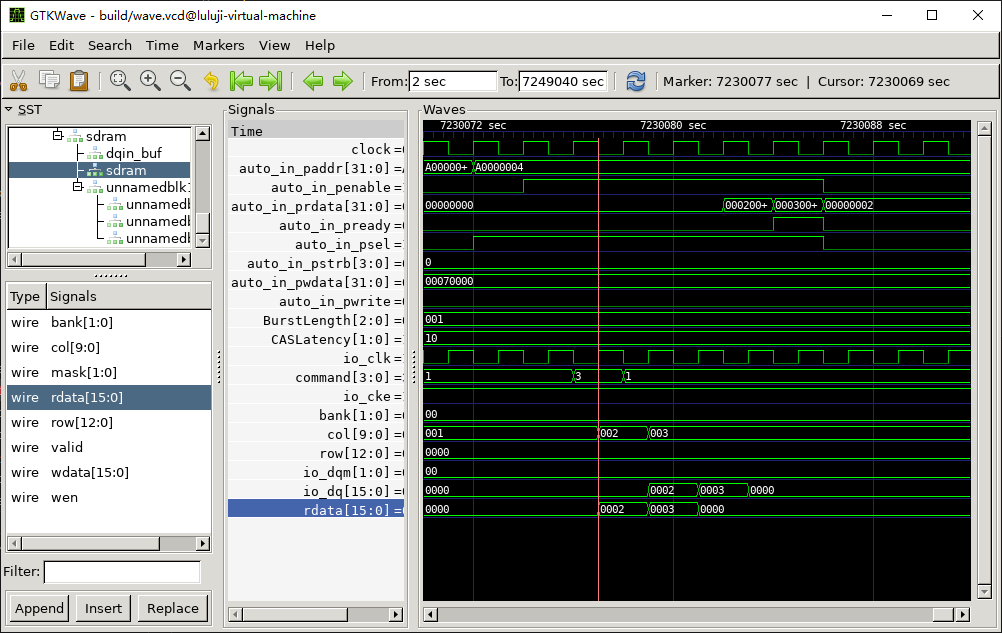 GTKWave - build/wave.vcd@luluji-virtual-machine
File Edit Search Time Markers View Help
From: 2 sec To: 7249040 sec Marker: 7230077 sec | Cursor: 7230069 sec
SST
sdram
dqin_buf
sdram
unnamedblk1
unnamedb
unnamedb
unnamedb
Type Signals
wire bank[1:0]
wire col[9:0]
wire mask[1:0]
wire rdata[15:0]
wire row[12:0]
wire valid
wire wdata[15:0]
wire wen
Filter:
Append Insert Replace
Signals
Time
clock =
auto_in_paddr[31:0] =
auto_in_penable =
auto_in_prdata[31:0] =
auto_in_pready =
auto_in_psel =
auto_in_pstrb[3:0] =
auto_in_pwdata[31:0] =
auto_in_pwrite =
BurstLength[2:0] =
CASLatency[1:0] =
io_clk =
command[3:0] =
io_cke =
bank[1:0] =
col[9:0] =
row[12:0] =
io_dqm[1:0] =
io_dq[15:0] =
rdata[15:0] =
Waves
7230072 sec 7230080 sec 7230088 sec
A00000+ A0000004
00000000 000200+ 000300+ 00000002
0
00070000
001
10
1 3 1
00
001 002 003
0000
00
0000 0002 0003 0000
0000 0002 0003 0000